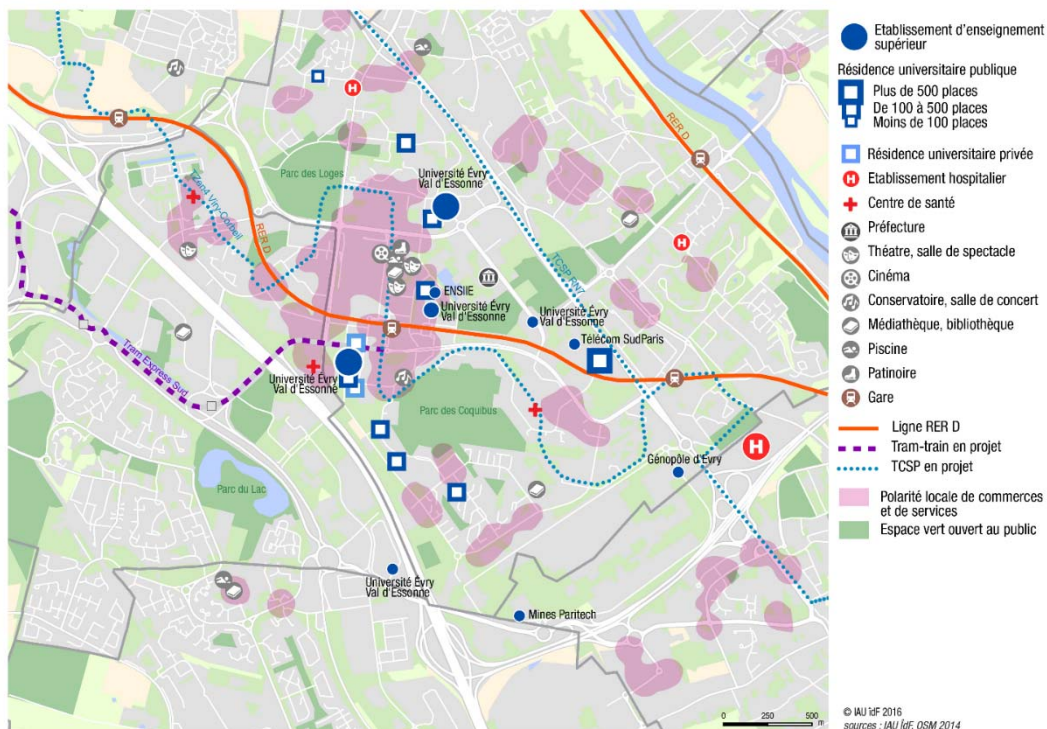 Parc des Loges
Université Évry
Val d'Essonne
RER D
RER D
TZen4 Viry-Corbeil
TCSP RN7
ENSIIE
Université Évry
Val d'Essonne
Université Évry
Val d'Essonne
Télécom SudParis
Tram Express Sud
Université Évry
Val d'Essonne
Parc des Coquibus
Génopôle d'Évry
Parc du Lac
Université Évry
Val d'Essonne
Mines Paritech
0 250 500
m
Etablissement d'enseignement
supérieur
Résidence universitaire publique
Plus de 500 places
De 100 à 500 places
Moins de 100 places
Résidence universitaire privée
H Etablissement hospitalier
Centre de santé
Préfecture
Théatre, salle de spectacle
Cinéma
Conservatoire, salle de concert
Médiathèque, bibliothèque
Piscine
Patinoire
Gare
Ligne RER D
Tram-train en projet
TCSP en projet
Polarité locale de commerces
et de services
Espace vert ouvert au public
© IAU îdF 2016
sources : IAU îdF, OSM 2014
H
H
H